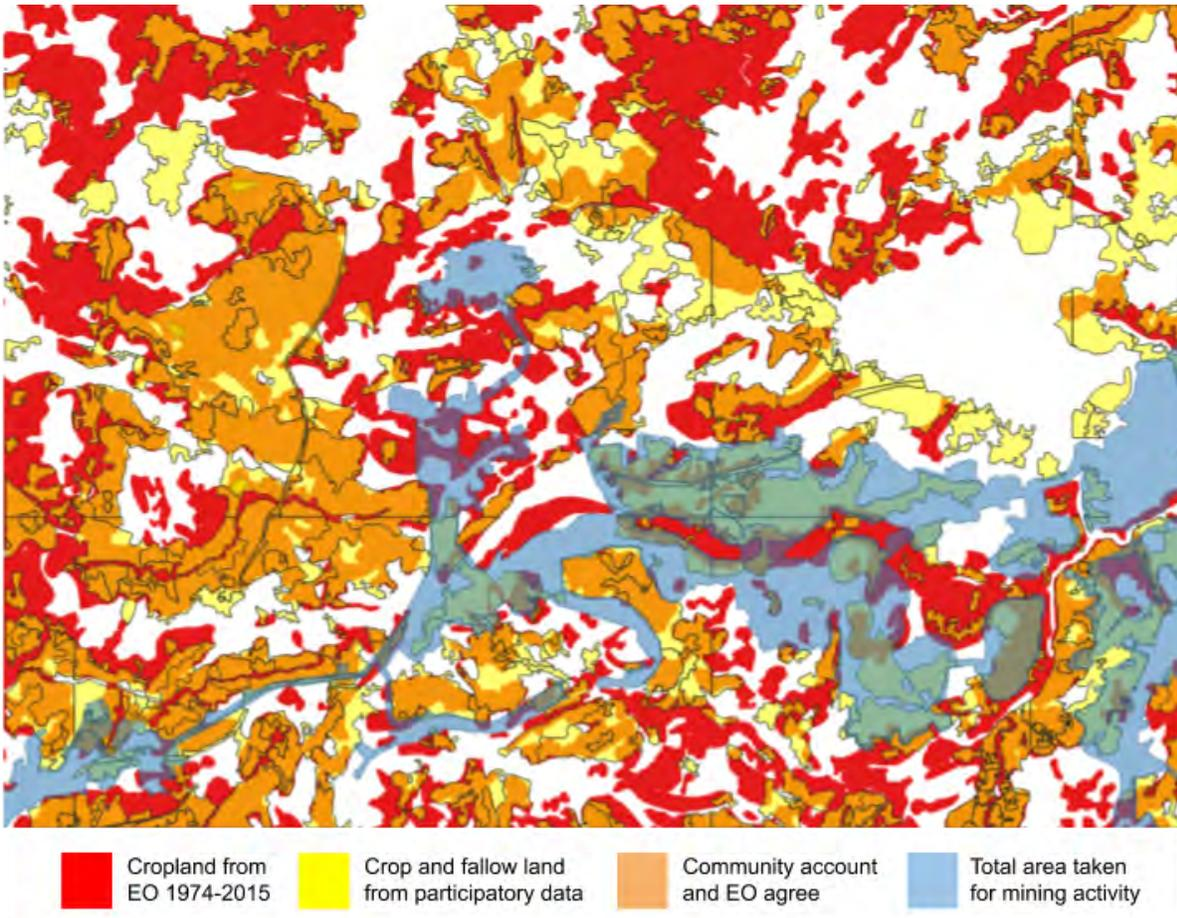 Cropland from
EO 1974-2015
Crop and fallow land
from participatory data
Community account
and EO agree
Total area taken
for mining activity